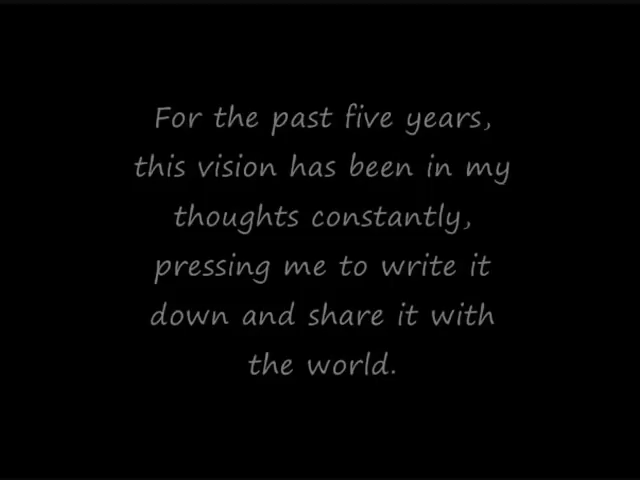 For the past five years,
this vision has been in my
thoughts constantly,
pressing me to write it
down and share it with
the world.